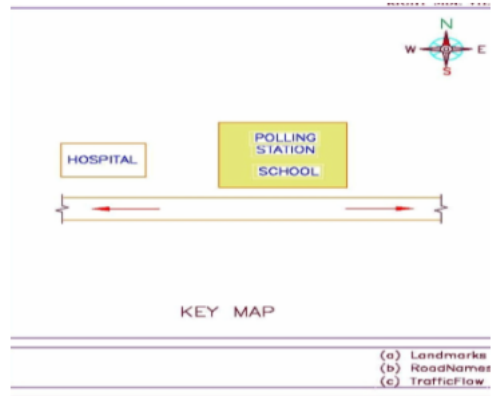 N
W E
S
HOSPITAL
POLLING
STATION
SCHOOL
KEY MAP
(a) Landmarks
(b) RoadNames
(c) TrafficFlow